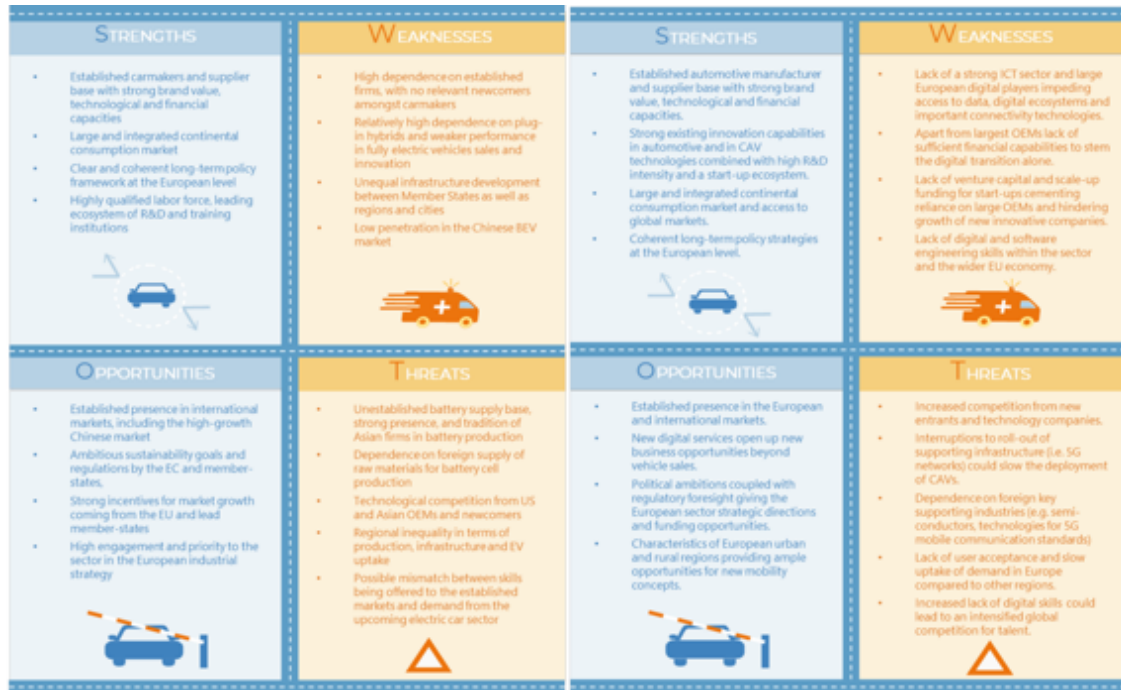 STRENGTHS
• Established carmakers and supplier
base with strong brand value,
technological and financial
capacities
• Large and integrated continental
consumption market
• Clear and coherent long-term policy
framework at the European level
• Highly qualified labor force, leading
ecosystem of R&D and training
institutions
WEAKNESSES
• High dependence on established
firms, with no relevant newcomers
amongst carmakers
• Relatively high dependence on plug-
in hybrids and weaker performance
in fully electric vehicles sales and
innovation
• Unequal infrastructure development
between Member States as well as
regions and cities
• Low penetration in the Chinese BEV
market
OPPORTUNITIES
• Established presence in international
markets, including the high-growth
Chinese market
• Ambitious sustainability goals and
regulations by the EC and member-
states,
• Strong incentives for market growth
coming from the EU and lead
member-states
• High engagement and priority to the
sector in the European industrial
strategy
THREATS
• Unestablished battery supply base,
strong presence, and tradition of
Asian firms in battery production
• Dependence on foreign supply of
raw materials for battery cell
production
• Technological competition from US
and Asian OEMs and newcomers
• Regional inequality in terms of
production, infrastructure and EV
uptake
• Possible mismatch between skills
being offered to the established
markets and demand from the
upcoming electric car sector
STRENGTHS
• Established automotive manufacturer
and supplier base with strong brand
value, technological and financial
capacities.
• Strong existing innovation capabilities
in automotive and in CAV
technologies combined with high R&D
intensity and a start-up ecosystem.
• Large and integrated continental
consumption market and access to
global markets.
• Coherent long-term policy strategies
at the European level.
WEAKNESSES
• Lack of a strong ICT sector and large
European digital players impeding
access to data, digital ecosystems and
important connectivity technologies.
• Apart from largest OEMs lack of
sufficient financial capabilities to stem
the digital transition alone.
• Lack of venture capital and scale-up
funding for start-ups cementing
reliance on large OEMs and hindering
growth of new innovative companies.
• Lack of digital and software
engineering skills within the sector
and the wider EU economy.
OPPORTUNITIES
• Established presence in the European
and international markets.
• New digital services open up new
business opportunities beyond
vehicle sales.
• Political ambitions coupled with
regulatory foresight giving the
European sector strategic directions
and funding opportunities.
• Characteristics of European urban
and rural regions providing ample
opportunities for new mobility
concepts.
THREATS
• Increased competition from new
entrants and technology companies.
• Interruptions to roll-out of
supporting infrastructure (i.e. 5G
networks) could slow the deployment
of CAVs.
• Dependence on foreign key
supporting industries (e.g. semi-
conductors, technologies for 5G
mobile communication standards)
• Lack of user acceptance and slow
uptake of demand in Europe
compared to other regions.
• Increased lack of digital skills could
lead to an intensified global
competition for talent.